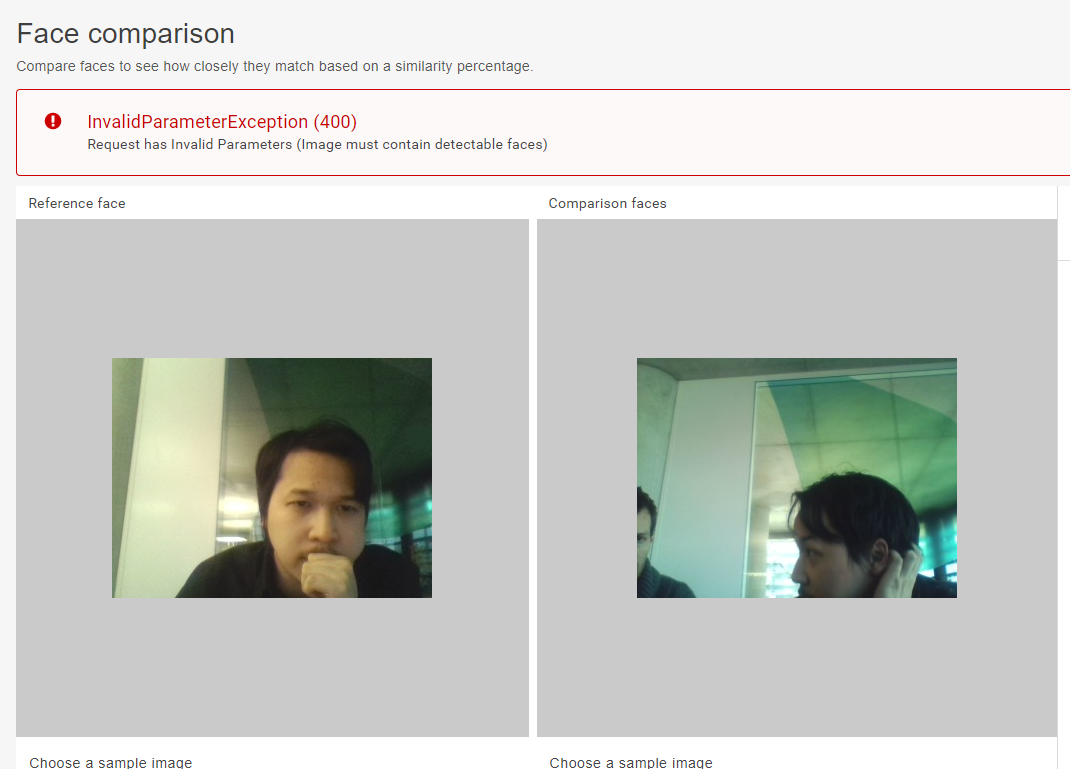 Face comparison
Compare faces to see how closely they match based on a similarity percentage.
InvalidParameterException (400)
Request has Invalid Parameters (Image must contain detectable faces)
Reference face
Comparison faces
Choose a sample image
Choose a sample image